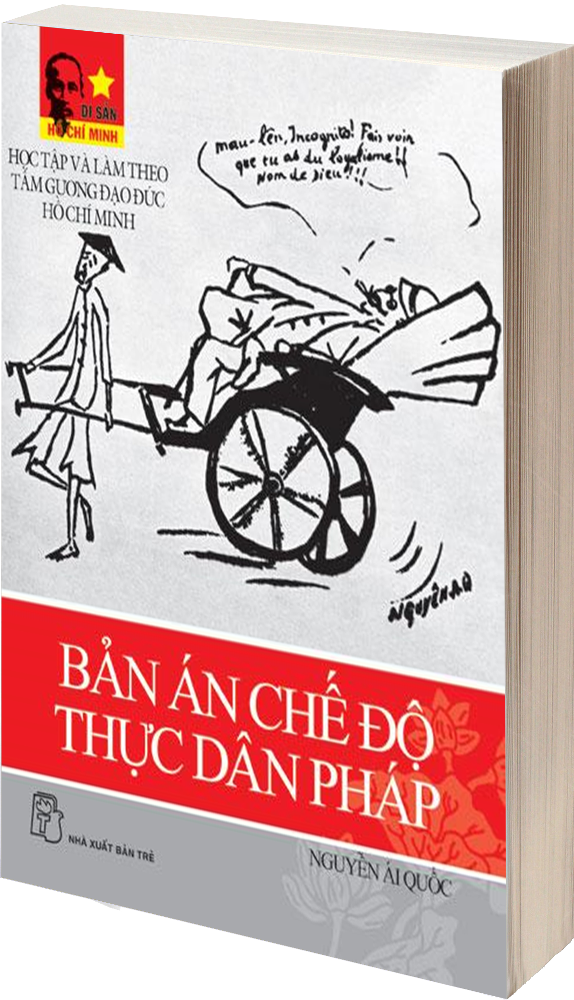 DI SẢN
HỒ CHÍ MINH
HỌC TẬP VÀ LÀM THEO
TẤM GƯƠNG ĐẠO ĐỨC
HỒ CHÍ MINH
mau-lên, Incognito! Fais voir
que tu as du loyalisme!!
Nom de Dieu!!!!
NGUYÊN A.Q
BẢN ÁN CHẾ ĐỘ
THỰC DÂN PHÁP
T
NHÀ XUẤT BẢN TRẺ
NGUYỄN ÁI QUỐC